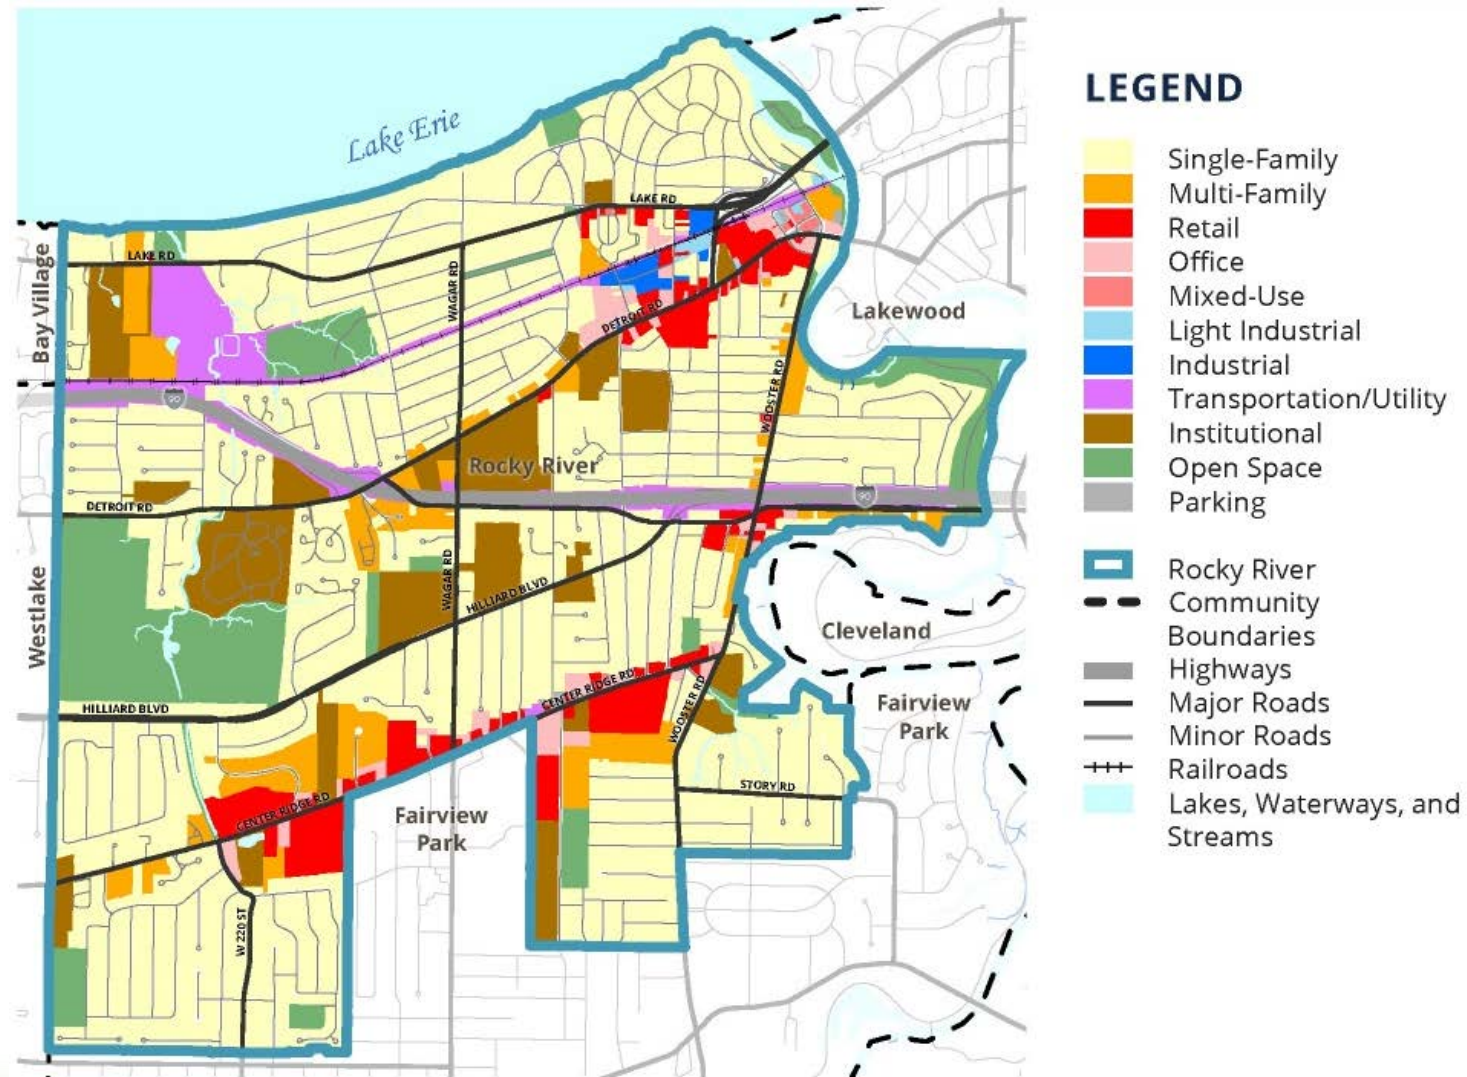 Lake Erie
LAKE RD
LAKE RD
Bay Village
WAGAR RD
DETROIT RD
Lakewood
WOOSTER RD
90
Rocky River
90
DETROIT RD
Westlake
WAGAR RD
HILLIARD BLVD
Cleveland
HILLIARD BLVD
CENTER RIDGE RD
WOOSTER RD
Fairview
Park
STORY RD
CENTER RIDGE RD
Fairview
Park
W 220 ST
LEGEND
Single-Family
Multi-Family
Retail
Office
Mixed-Use
Light Industrial
Industrial
Transportation/Utility
Institutional
Open Space
Parking
Rocky River
Community
Boundaries
Highways
Major Roads
Minor Roads
Railroads
Lakes, Waterways, and
Streams